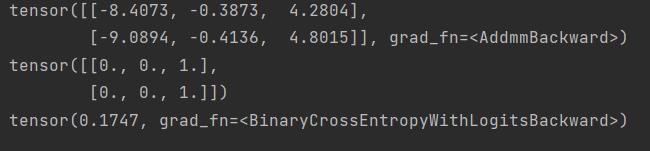 tensor([[-8.4073, -0.3873,  4.2804],
        [-9.0894, -0.4136,  4.8015]], grad_fn=<AddmmBackward>)
tensor([[0., 0., 1.],
        [0., 0., 1.]])
tensor(0.1747, grad_fn=<BinaryCrossEntropyWithLogitsBackward>)